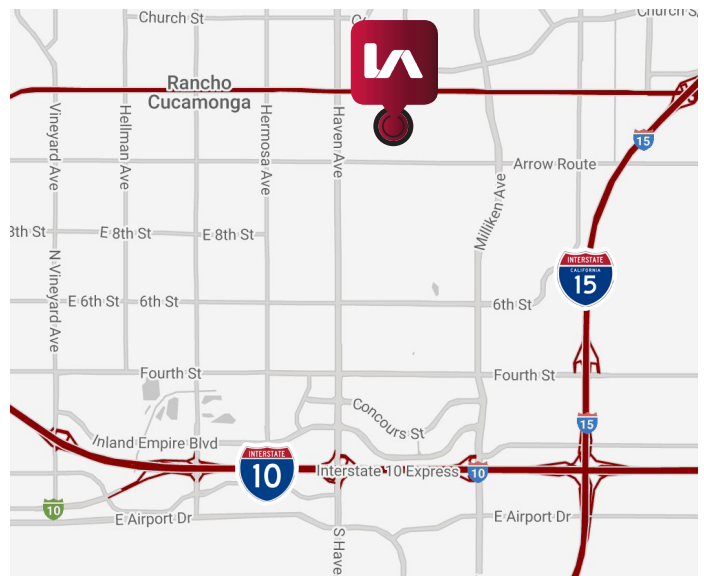 Church St
Church S
Rancho
Cucamonga
Vineyard Ave
Hellman Ave
Hermosa Ave
Haven Ave
15
Arrow Route
Milliken Ave
8th St
E 8th St
E 8th St
N Vineyard Ave
INTERSTATE
CALIFORNIA
15
E 6th St
6th St
6th St
Fourth St
Fourth St
Concours St
15
Inland Empire Blvd
INTERSTATE
10
Interstate 10 Express
10
10
E Airport Dr
E Airport Dr
S Have